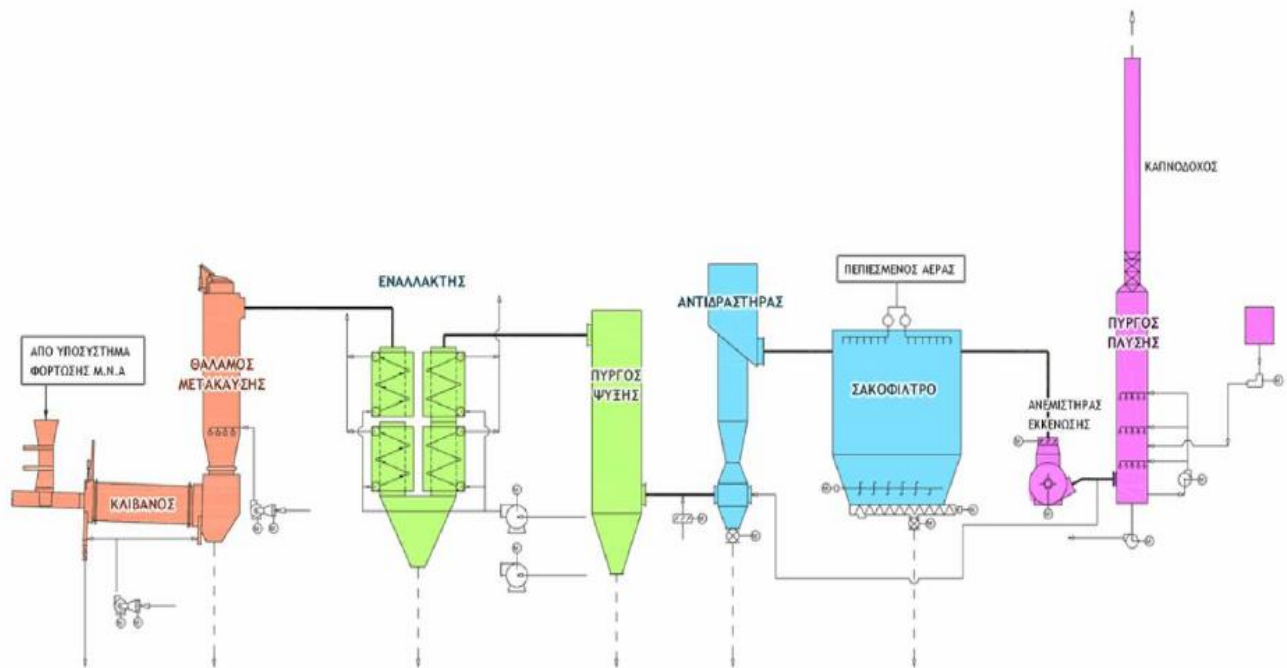 ΚΑΠΝΟΔΟΧΟΣ
ΠΕΠΙΕΣΜΕΝΟΣ ΑΕΡΑΣ
ΕΝΑΛΛΑΚΤΗΣ
ΑΝΤΙΔΡΑΣΤΗΡΑΣ
ΠΥΡΓΟΣ
ΠΛΥΣΗΣ
ΑΠΟ ΥΠΟΣΥΣΤΗΜΑ
ΦΟΡΤΩΣΗΣ Μ.Ν.Α
ΘΑΛΑΜΟΣ
ΜΕΤΑΚΑΥΣΗΣ
ΠΥΡΓΟΣ
ΨΥΞΗΣ
ΣΑΚΟΦΙΛΤΡΟ
ΑΝΕΜΙΣΤΗΡΑΣ
ΕΚΚΕΝΩΣΗΣ
ΚΛΙΒΑΝΟΣ